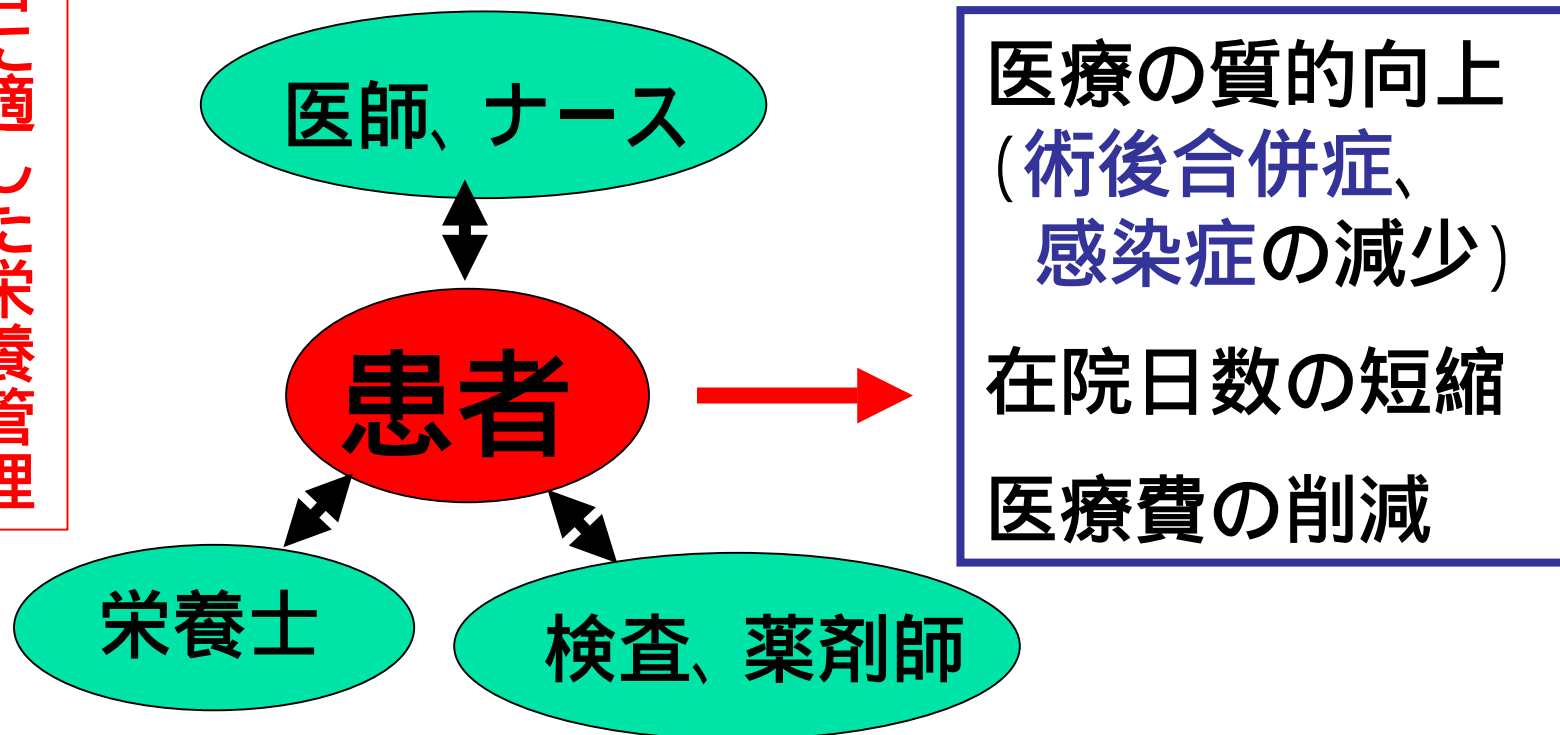 に適した栄養管理
医師、ナース
患者
栄養士
検査、薬剤師
医療の質的向上
(術後合併症、
感染症の減少)
在院日数の短縮
医療費の削減